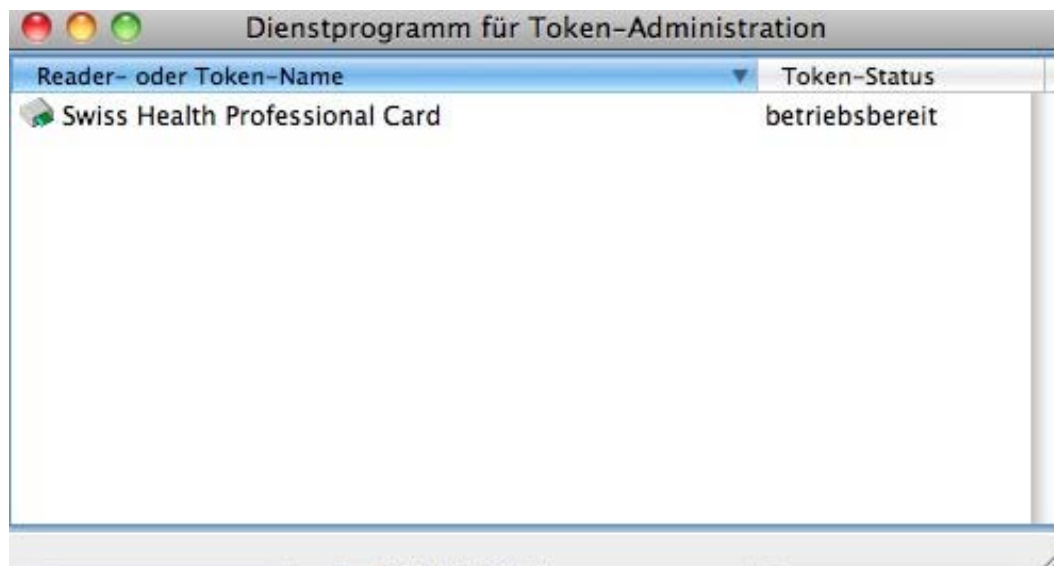 Dienstprogramm für Token-Administration
Reader- oder Token-Name Token-Status
Swiss Health Professional Card betriebsbereit